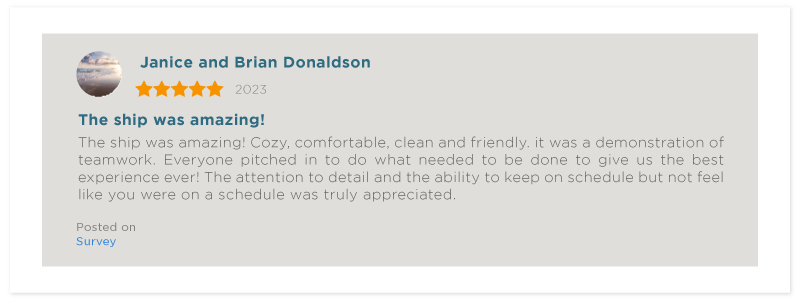 Janice and Brian Donaldson
2023
The ship was amazing!
The ship was amazing! Cozy, comfortable, clean and friendly. it was a demonstration of
teamwork. Everyone pitched in to do what needed to be done to give us the best
experience ever! The attention to detail and the ability to keep on schedule but not feel
like you were on a schedule was truly appreciated.
Posted on
Survey